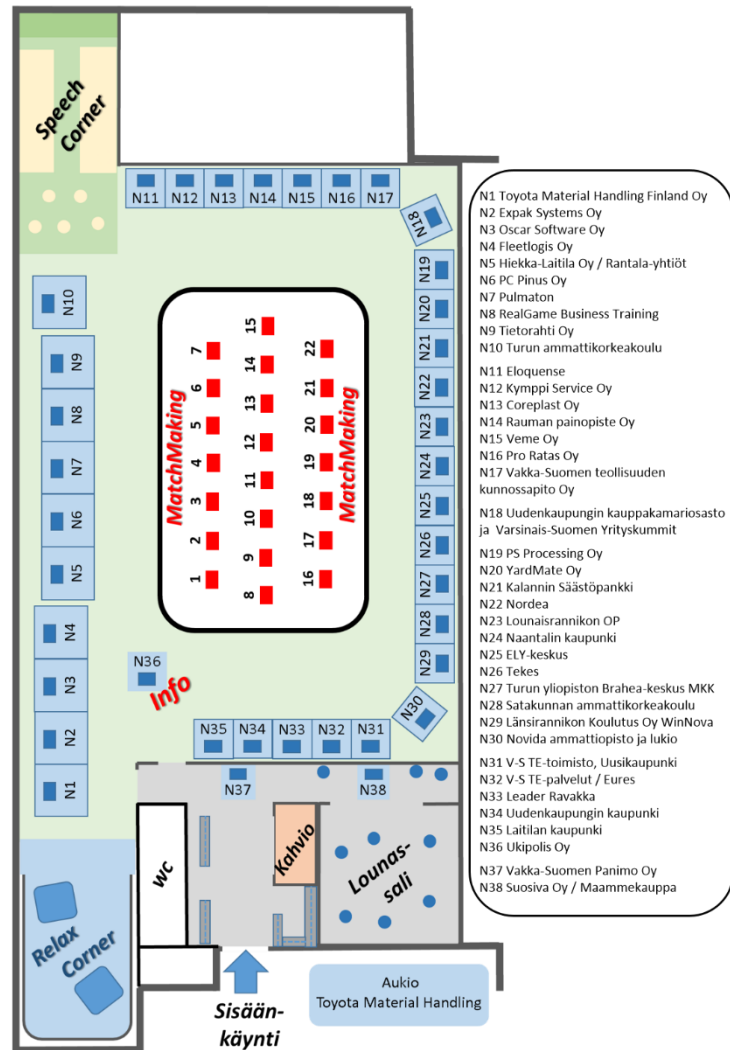 Speech
Corner
N11
N12
N13
N14
N15
N16
N17
N18
N19
N20
N21
N22
N23
N24
N25
N26
N27
N28
N29
N30
N10
N9
N8
N7
N6
N5
N4
N3
N2
N1
MatchMaking
MatchMaking
7
6
5
4
3
2
1
15
14
13
12
11
10
9
8
22
21
20
19
18
17
16
N36
Info
N35
N34
N33
N32
N31
N37
N38
wc
Kahvio
Lounas-
sali
Relax
Corner
Sisään-
käynti
Aukio
Toyota Material Handling
N1 Toyota Material Handling Finland Oy
N2 Expak Systems Oy
N3 Oscar Software Oy
N4 Fleetlogis Oy
N5 Hiekka-Laitila Oy / Rantala-yhtiöt
N6 PC Pinus Oy
N7 Pulmaton
N8 RealGame Business Training
N9 Tietorahti Oy
N10 Turun ammattikorkeakoulu
N11 Eloquense
N12 Kymppi Service Oy
N13 Coreplast Oy
N14 Rauman painopiste Oy
N15 Veme Oy
N16 Pro Ratas Oy
N17 Vakka-Suomen teollisuuden
kunnossapito Oy
N18 Uudenkaupungin kauppakamariosasto
ja Varsinais-Suomen Yrityskummit
N19 PS Processing Oy
N20 YardMate Oy
N21 Kalannin Säästöpankki
N22 Nordea
N23 Lounaisrannikon OP
N24 Naantalin kaupunki
N25 ELY-keskus
N26 Tekes
N27 Turun yliopiston Brahea-keskus MKK
N28 Satakunnan ammattikorkeakoulu
N29 Länsirannikon Koulutus Oy WinNova
N30 Novida ammattiopisto ja lukio
N31 V-S TE-toimisto, Uusikaupunki
N32 V-S TE-palvelut / Eures
N33 Leader Ravakka
N34 Uudenkaupungin kaupunki
N35 Laitilan kaupunki
N36 Ukipolis Oy
N37 Vakka-Suomen Panimo Oy
N38 Suosiva Oy / Maammekauppa